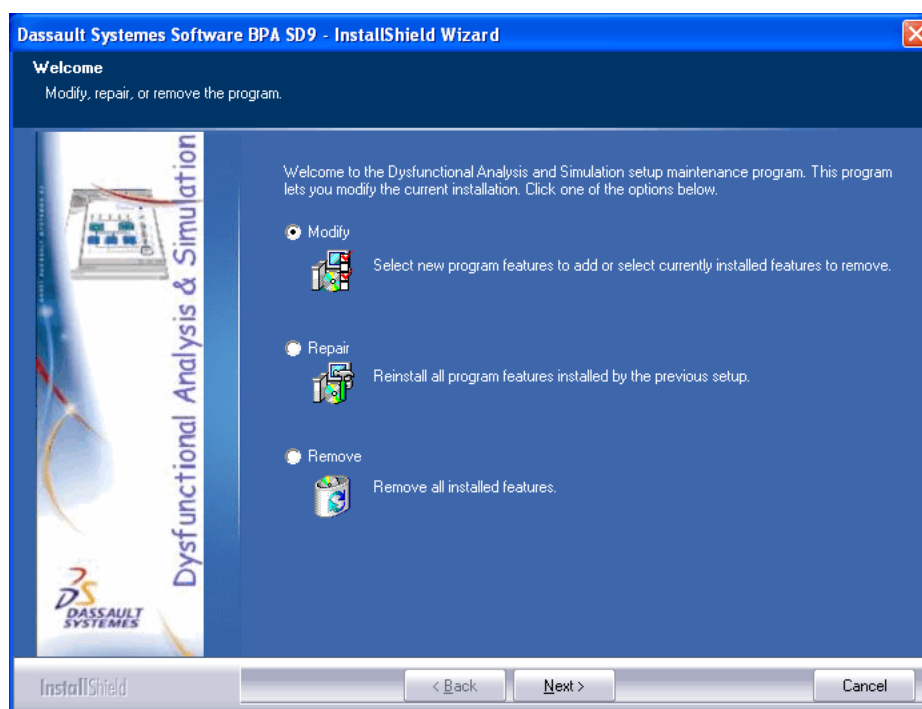 Dassault Systemes Software BPA SD9 - InstallShield Wizard
Welcome
Modify, repair, or remove the program.
Dysfunctional Analysis & Simulation
DS
DASSAULT
SYSTEMES
Welcome to the Dysfunctional Analysis and Simulation setup maintenance program. This program
lets you modify the current installation. Click one of the options below.
Modify
Select new program features to add or select currently installed features to remove.
Repair
Reinstall all program features installed by the previous setup.
Remove
Remove all installed features.
InstallShield
< Back
Next >
Cancel